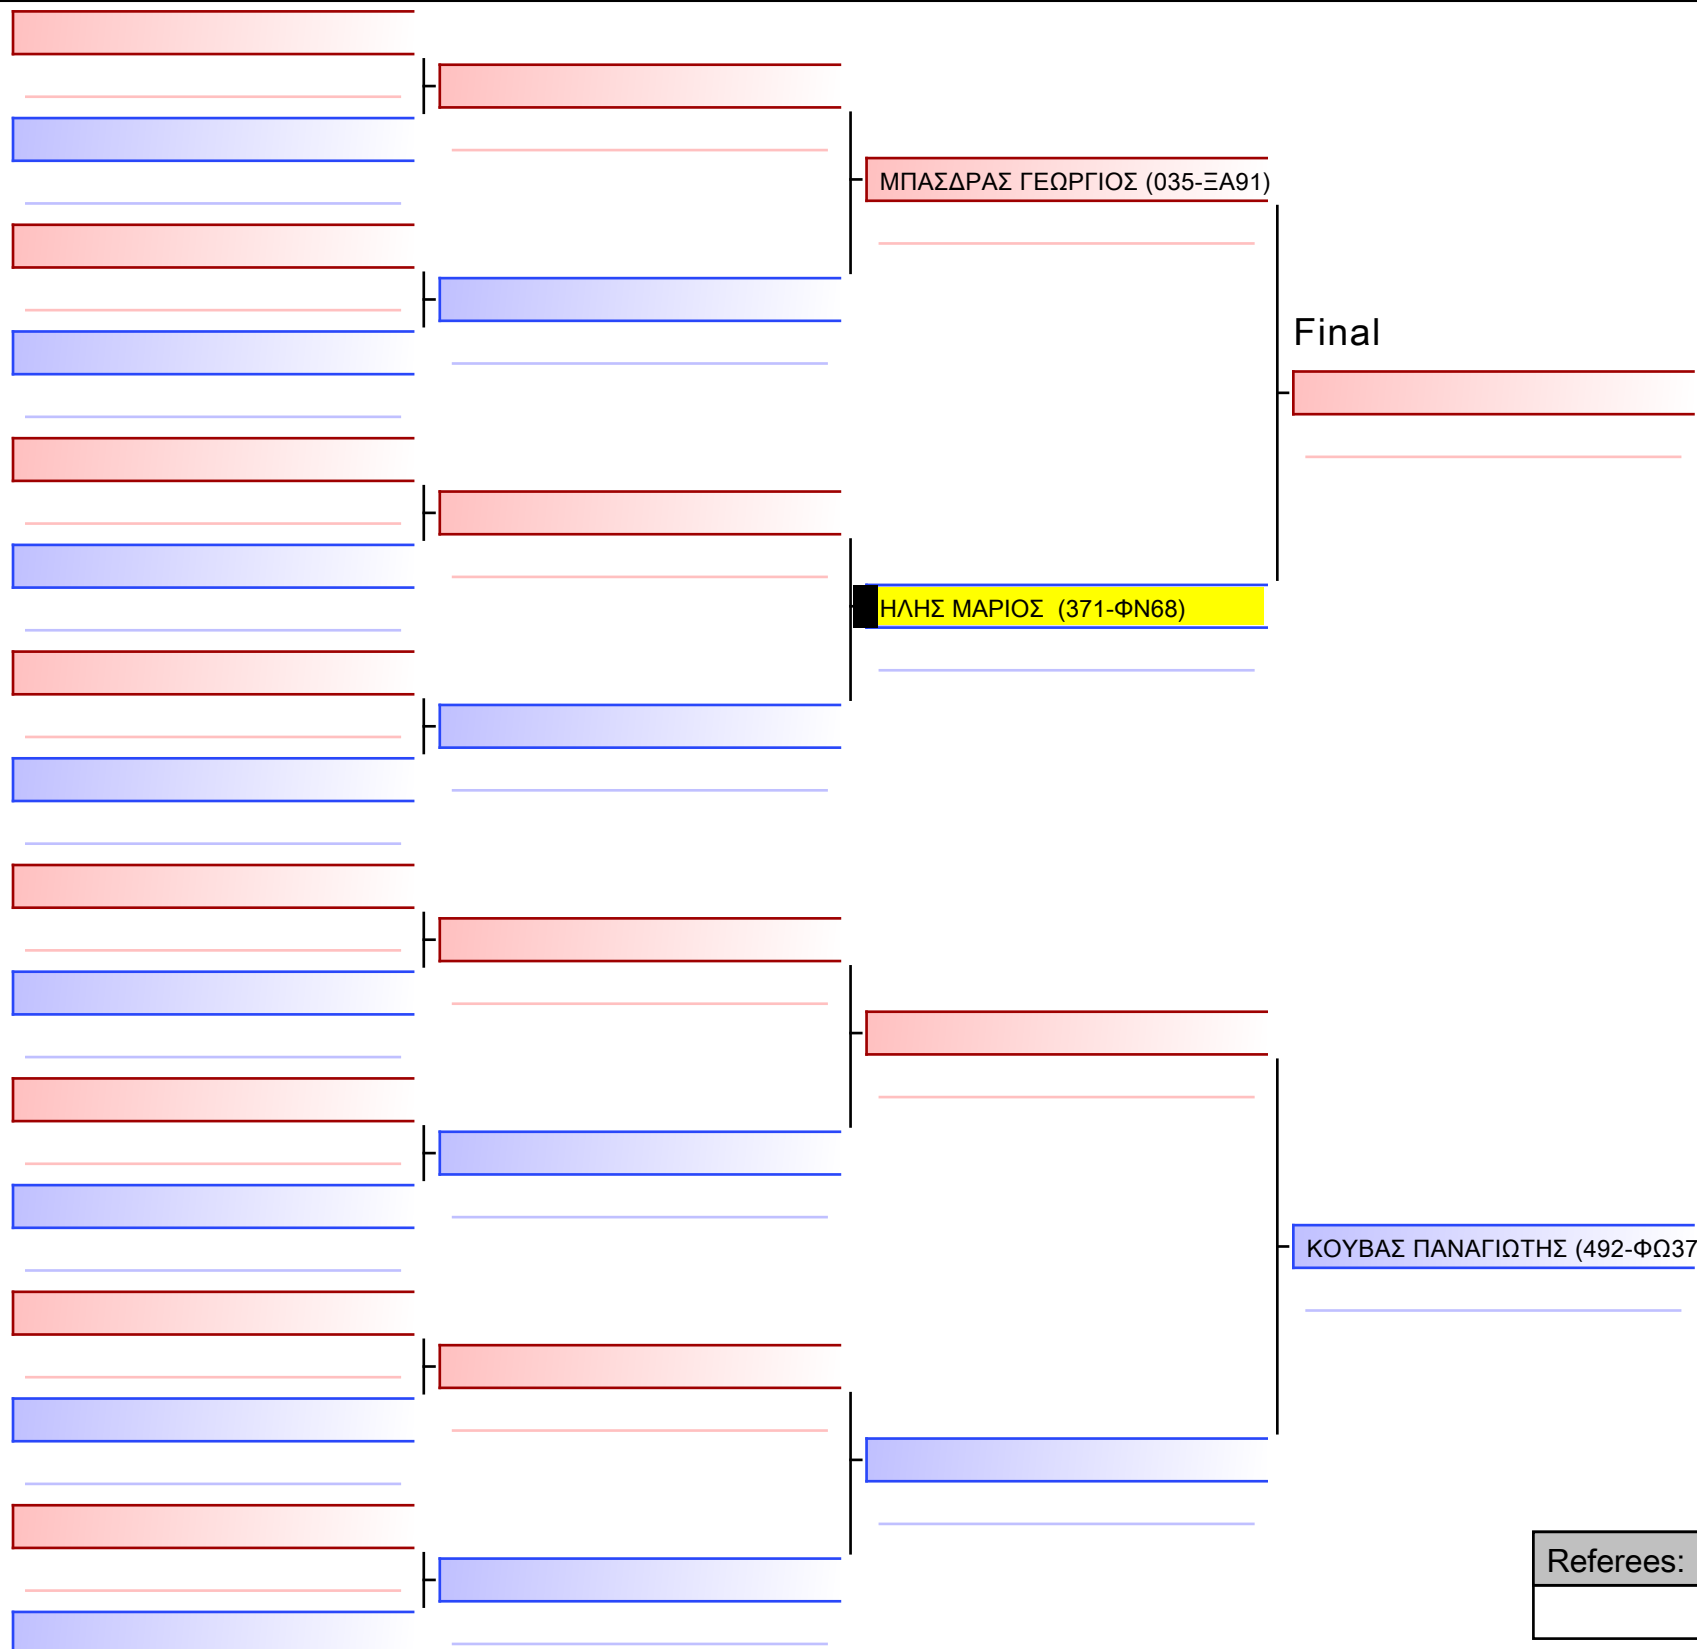 ΜΠΑΣΔΡΑΣ ΓΕΩΡΓΙΟΣ (035-ΞΑ91)
Final
ΗΛΗΣ ΜΑΡΙΟΣ (371-ΦΝ68)
ΚΟΥΒΑΣ ΠΑΝΑΓΙΩΤΗΣ (492-ΦΩ37
Referees: